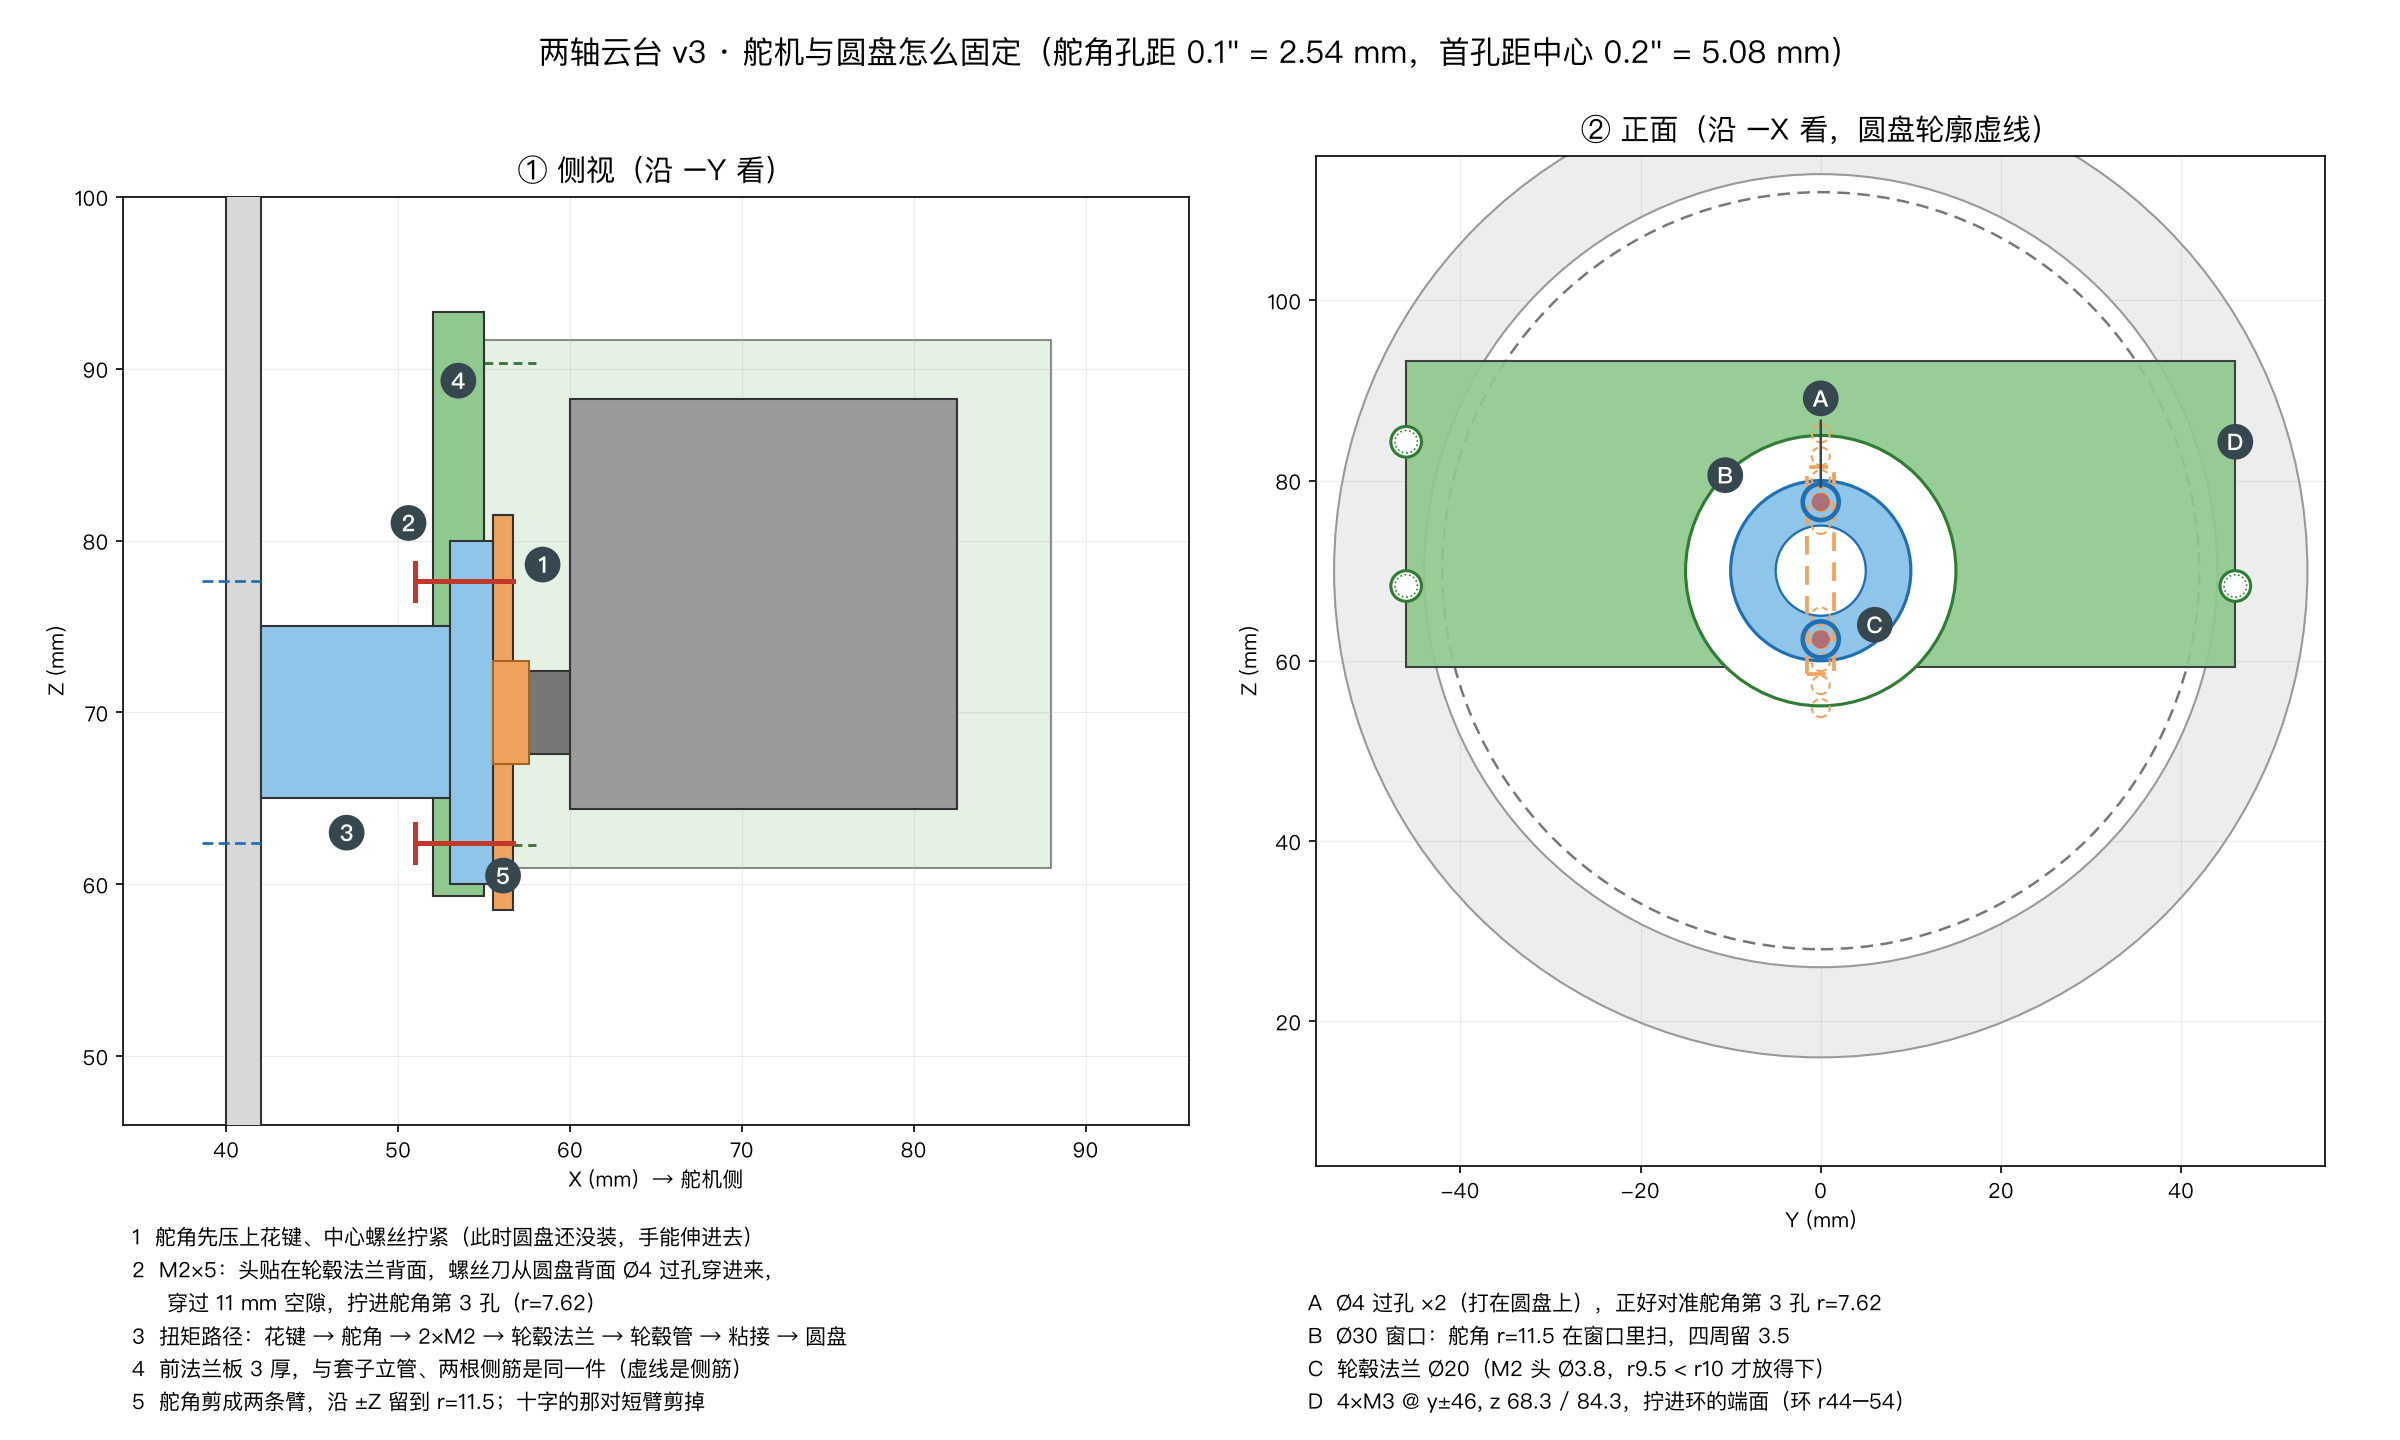 两轴云台 v3 · 舵机与圆盘怎么固定（舵角孔距 0.1" = 2.54 mm，首孔距中心 0.2" = 5.08 mm）
① 侧视（沿 −Y 看）
100
90
80
70
60
50
Z (mm)
40
50
60
70
80
90
X (mm) → 舵机侧
4
2
1
3
5
1 舵角先压上花键、中心螺丝拧紧（此时圆盘还没装，手能伸进去）
2 M2×5：头贴在轮毂法兰背面，螺丝刀从圆盘背面 Ø4 过孔穿进来，
穿过 11 mm 空隙，拧进舵角第 3 孔（r=7.62）
3 扭矩路径：花键 → 舵角 → 2×M2 → 轮毂法兰 → 轮毂管 → 粘接 → 圆盘
4 前法兰板 3 厚，与套子立管、两根侧筋是同一件（虚线是侧筋）
5 舵角剪成两条臂，沿 ±Z 留到 r=11.5；十字的那对短臂剪掉
② 正面（沿 −X 看，圆盘轮廓虚线）
100
80
60
40
20
Z (mm)
−40
−20
0
20
40
Y (mm)
A
B
D
C
A Ø4 过孔 ×2（打在圆盘上），正好对准舵角第 3 孔 r=7.62
B Ø30 窗口：舵角 r=11.5 在窗口里扫，四周留 3.5
C 轮毂法兰 Ø20（M2 头 Ø3.8，r9.5 < r10 才放得下）
D 4×M3 @ y±46, z 68.3 / 84.3，拧进环的端面（环 r44−54）